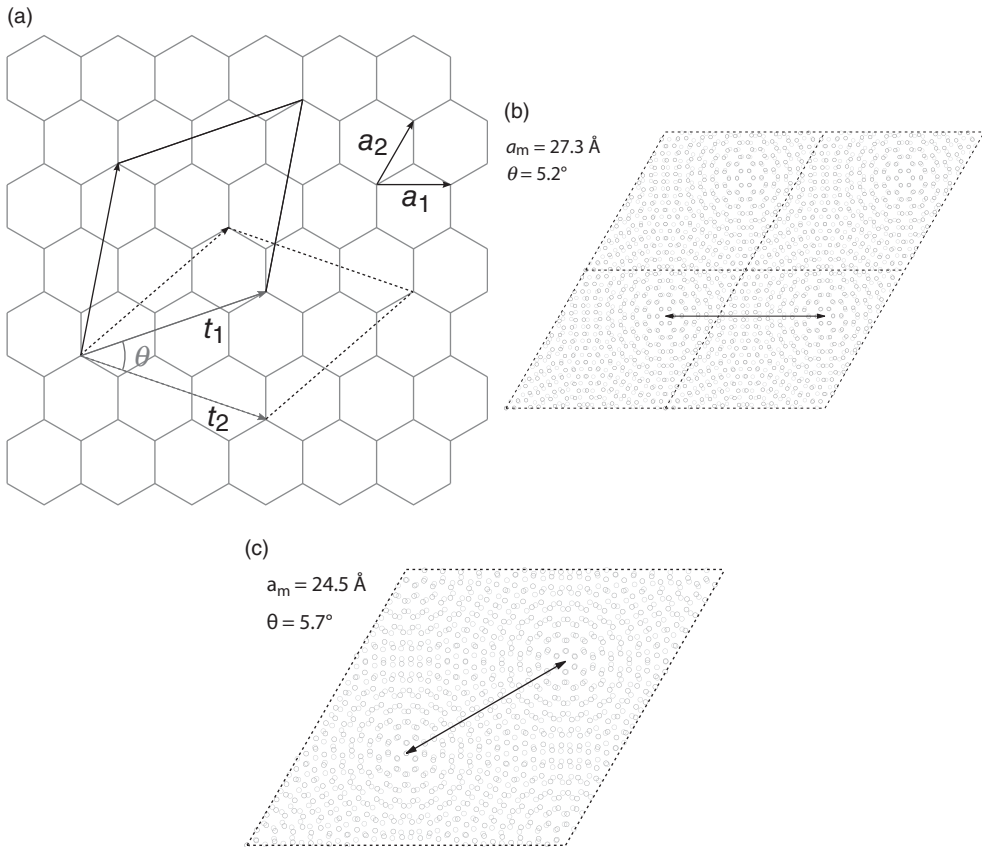 (a)
a2
a1
t1
θ
t2
(b)
am = 27.3 Å
θ = 5.2°
(c)
am = 24.5 Å
θ = 5.7°